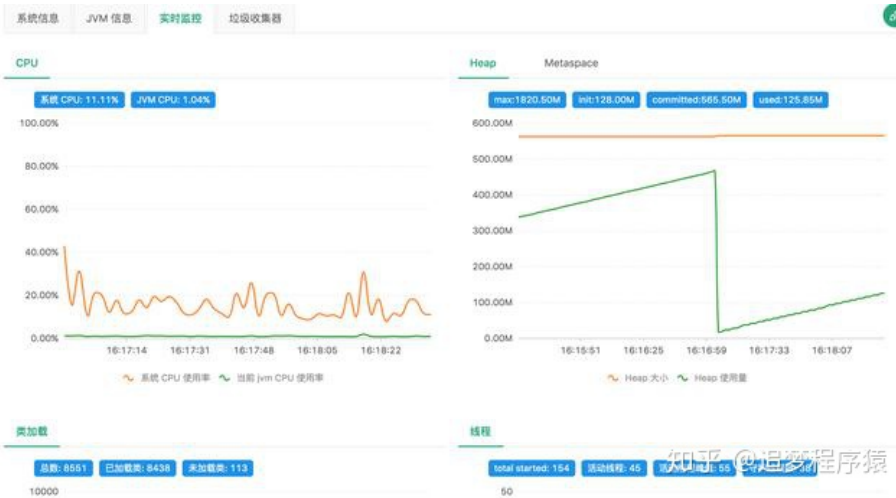 系统信息 JVM 信息 实时监控 垃圾收集器
CPU
系统 CPU: 11.11% JVM CPU: 1.04%
100.00%
80.00%
60.00%
40.00%
20.00%
0.00%
16:17:14 16:17:31 16:17:48 16:18:05 16:18:22
系统 CPU 使用率 当前 jvm CPU 使用率
Heap Metaspace
max:1820.50M init:128.00M committed:565.50M used:125.85M
600.00M
500.00M
400.00M
300.00M
200.00M
100.00M
0.00M
16:15:51 16:16:25 16:16:59 16:17:33 16:18:07
Heap 大小 Heap 使用量
类加载
总数: 8551 已加载类: 8438 未加载类: 113
10000
线程
total started: 154 活动线程: 45 55
50
知乎 @追梦程序猿